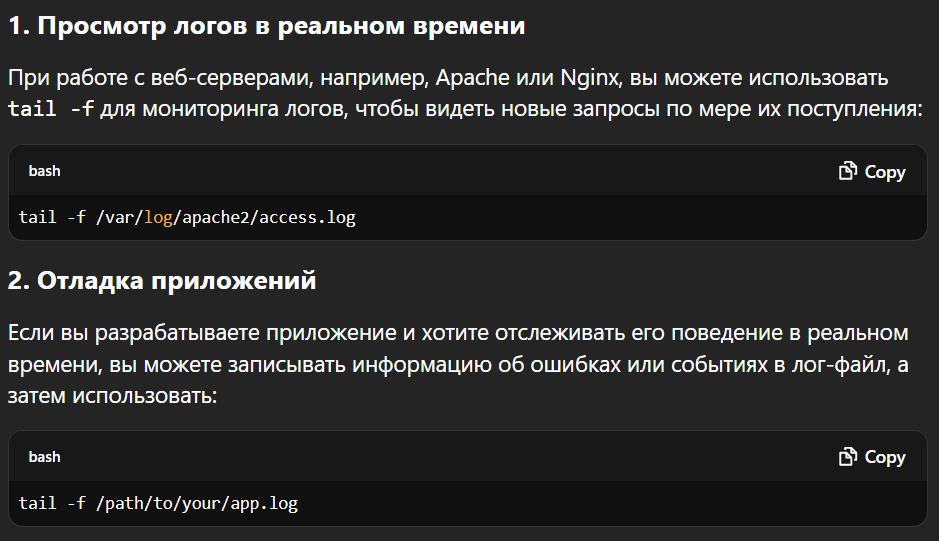 1. Просмотр логов в реальном времени
При работе с веб-серверами, например, Apache или Nginx, вы можете использовать
tail -f для мониторинга логов, чтобы видеть новые запросы по мере их поступления:
bash Copy
tail -f /var/log/apache2/access.log
2. Отладка приложений
Если вы разрабатываете приложение и хотите отслеживать его поведение в реальном
времени, вы можете записывать информацию об ошибках или событиях в лог-файл, а
затем использовать:
bash Copy
tail -f /path/to/your/app.log